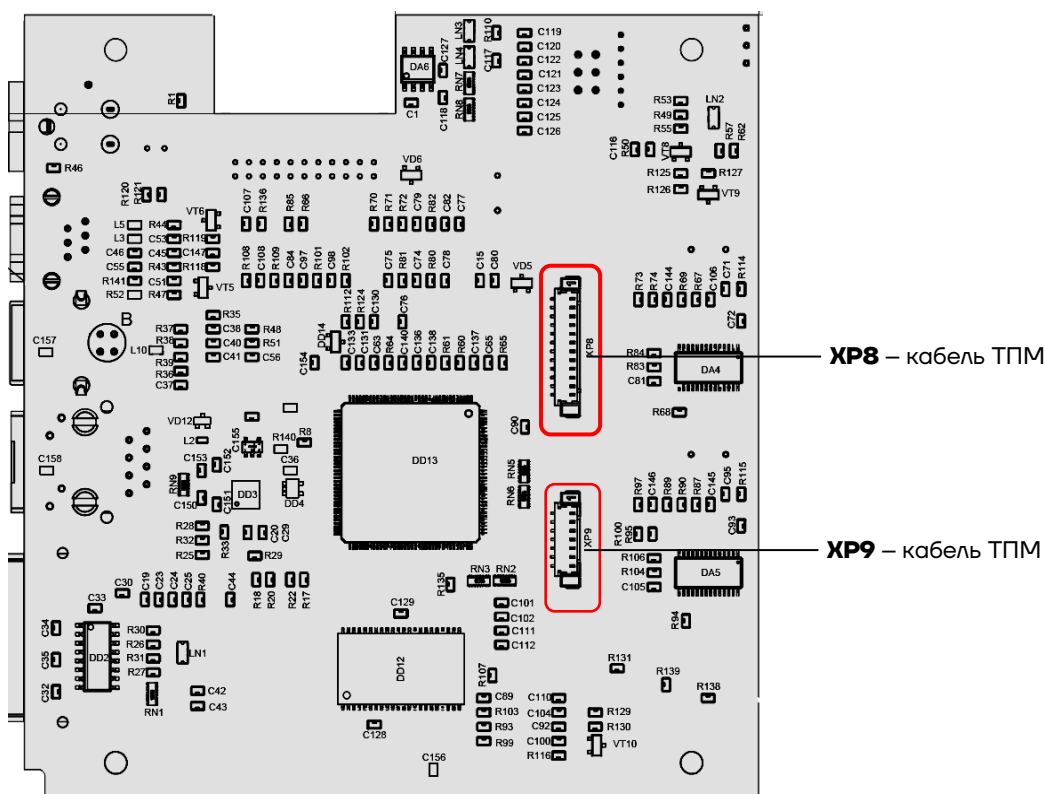 LN3
R110
C119
LN4
C127
C120
DA6
C117
C122
C121
RN7
C123
RN8
C118
C124
R1
C1
C125
C126
R53
LN2
R49
R55
R57
R62
C116
R50
VT8
R46
VD6
R125
R127
R126
VT9
R120
R121
VT6
C107
R136
R85
R66
R70
R71
R72
C79
R82
C82
C77
L5
R44
L3
C53
R119
C46
C45
C147
C55
R43
R118
R141
C51
VT5
R52
R47
R108
C108
R109
C84
C97
R101
C98
R102
C75
R81
C74
R80
C78
C15
C80
VD5
R73
R74
C144
R69
R67
C106
C71
R114
R35
R112
R124
C130
C76
C72
B
R37
C38
R48
R38
C40
R51
DD14
C157
L10
R39
C41
C56
R36
C37
C154
C133
C131
C63
R64
C140
C136
C138
R61
R60
C137
C65
R65
XP8
XP8 – кабель ТПМ
R84
R83
C81
DA4
R68
VD12
L2
C155
R140
R8
C90
C158
C153
C152
C36
RN9
DD3
DD4
C150
C151
DD13
RN5
RN6
R97
C146
R89
R90
R87
C145
C95
R115
C93
R28
R32
R25
R33
C20
C29
R29
R100
R95
XP9
XP9 – кабель ТПМ
R106
R104
C105
DA5
C30
C19
C23
C24
C25
R40
C44
R18
R20
R22
R17
R135
RN3
RN2
C33
C129
C101
C102
C111
C112
R94
C34
R30
R26
C35
DD2
R31
LN1
R27
C32
RN1
C42
C43
DD12
R107
R131
R139
R138
C89
C110
R103
C104
R129
R93
C92
R130
R99
C100
VT10
R116
C128
C156